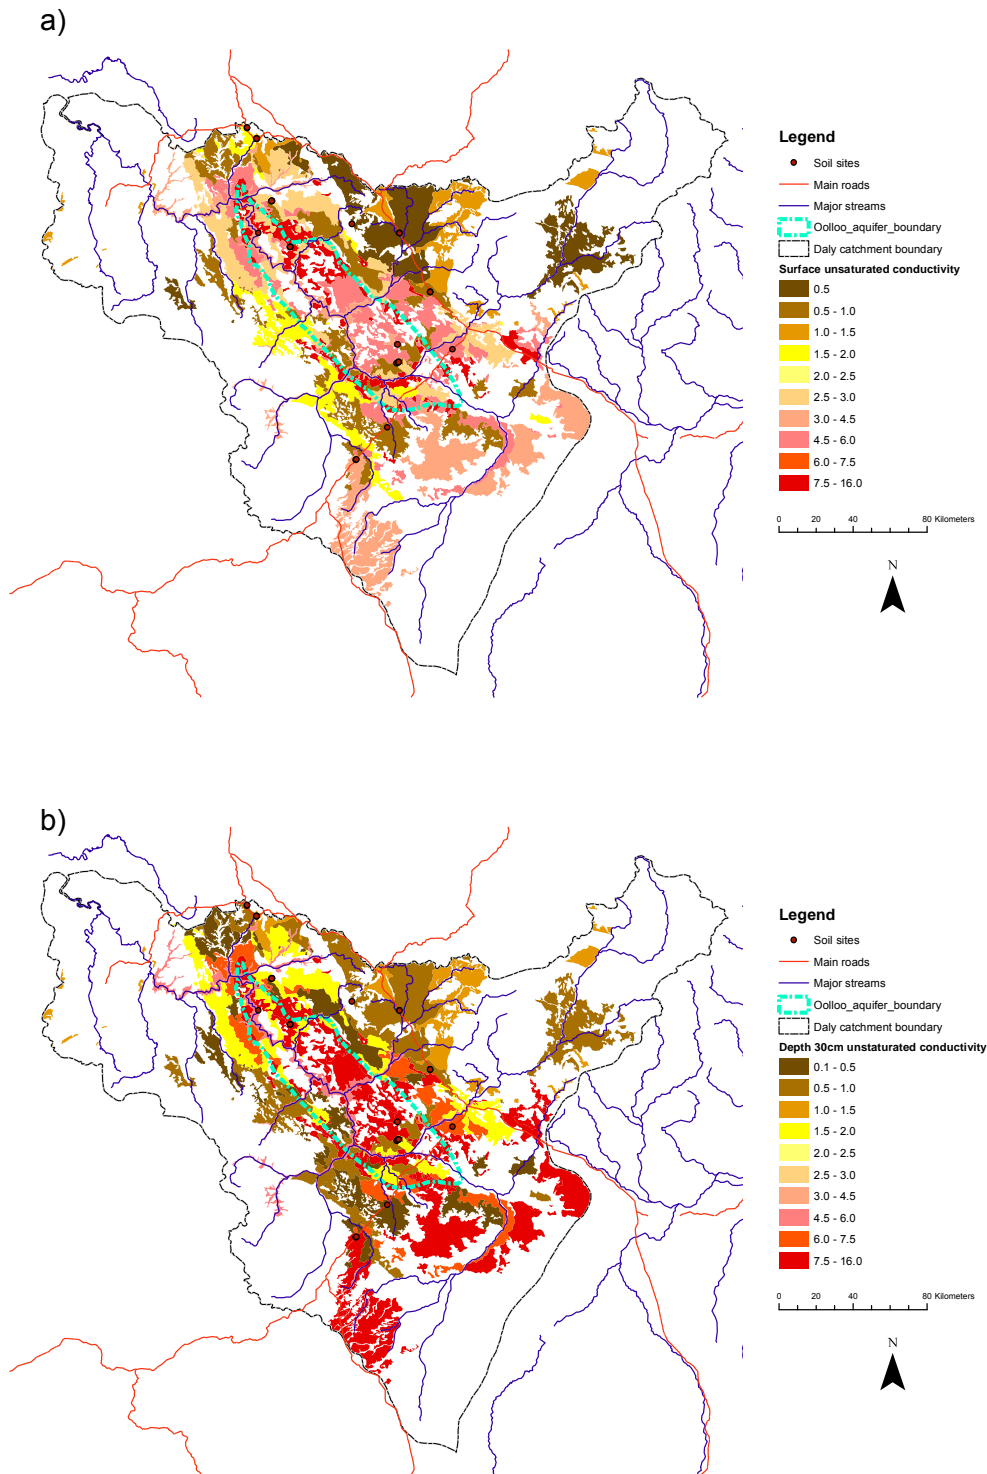 a)
Legend
Soil sites
Main roads
Major streams
Oolloo_aquifer_boundary
Daly catchment boundary
Surface unsaturated conductivity
0.5
0.5 - 1.0
1.0 - 1.5
1.5 - 2.0
2.0 - 2.5
2.5 - 3.0
3.0 - 4.5
4.5 - 6.0
6.0 - 7.5
7.5 - 16.0
0 20 40 80 Kilometers
N
b)
Legend
Soil sites
Main roads
Major streams
Oolloo_aquifer_boundary
Daly catchment boundary
Depth 30cm unstaturated conductivity
0.1 - 0.5
0.5 - 1.0
1.0 - 1.5
1.5 - 2.0
2.0 - 2.5
2.5 - 3.0
3.0 - 4.5
4.5 - 6.0
6.0 - 7.5
7.5 - 16.0
0 20 40 80 Kilometers
N